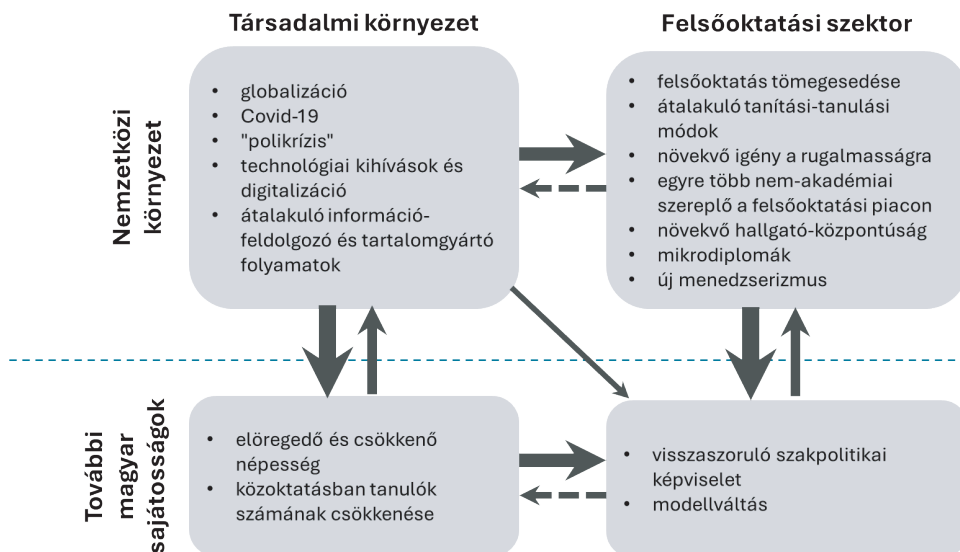 Társadalmi környezet
Felsőoktatási szektor
Nemzetközi
környezet
• globalizáció
• Covid-19
• "polikrízis"
• technológiai kihívások és
digitalizáció
• átalakuló információ-
feldolgozó és tartalomgyártó
folyamatok
• felsőoktatás tömegesedése
• átalakuló tanítási-tanulási
módok
• növekvő igény a rugalmasságra
• egyre több nem-akadémiai
szereplő a felsőoktatási piacon
• növekvő hallgató-központúság
• mikrodiplomák
• új menedzserizmus
További
magyar
sajátosságok
• elöregedő és csökkenő
népesség
• közoktatásban tanulók
számának csökkenése
• visszaszoruló szakpolitikai
képviselet
• modellváltás